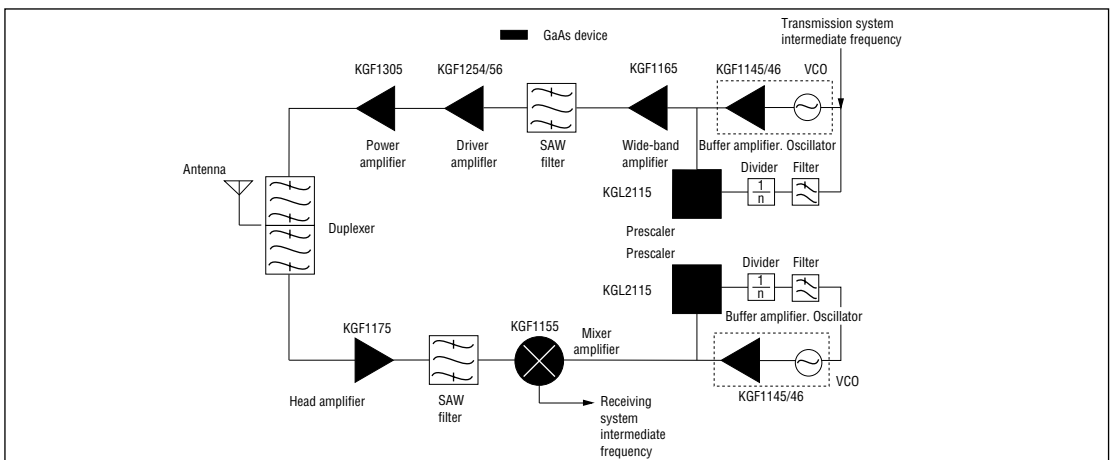 GaAs device
Transmission system
intermediate frequency
KGF1305
KGF1254/56
KGF1165
KGF1145/46
VCO
Power
amplifier
Driver
amplifler
SAW
filter
Wide-band
amplifier
Buffer amplifier. Oscillator
Antenna
Duplexer
KGL2115
Divider
Filter
1
n
Prescaler
Prescaler
KGL2115
Divider
Filter
1
n
Buffer amplifier. Oscillator
KGF1175
KGF1155
Mixer
amplifier
Head amplifier
SAW
filter
VCO
KGF1145/46
Receiving
system
intermediate
frequency